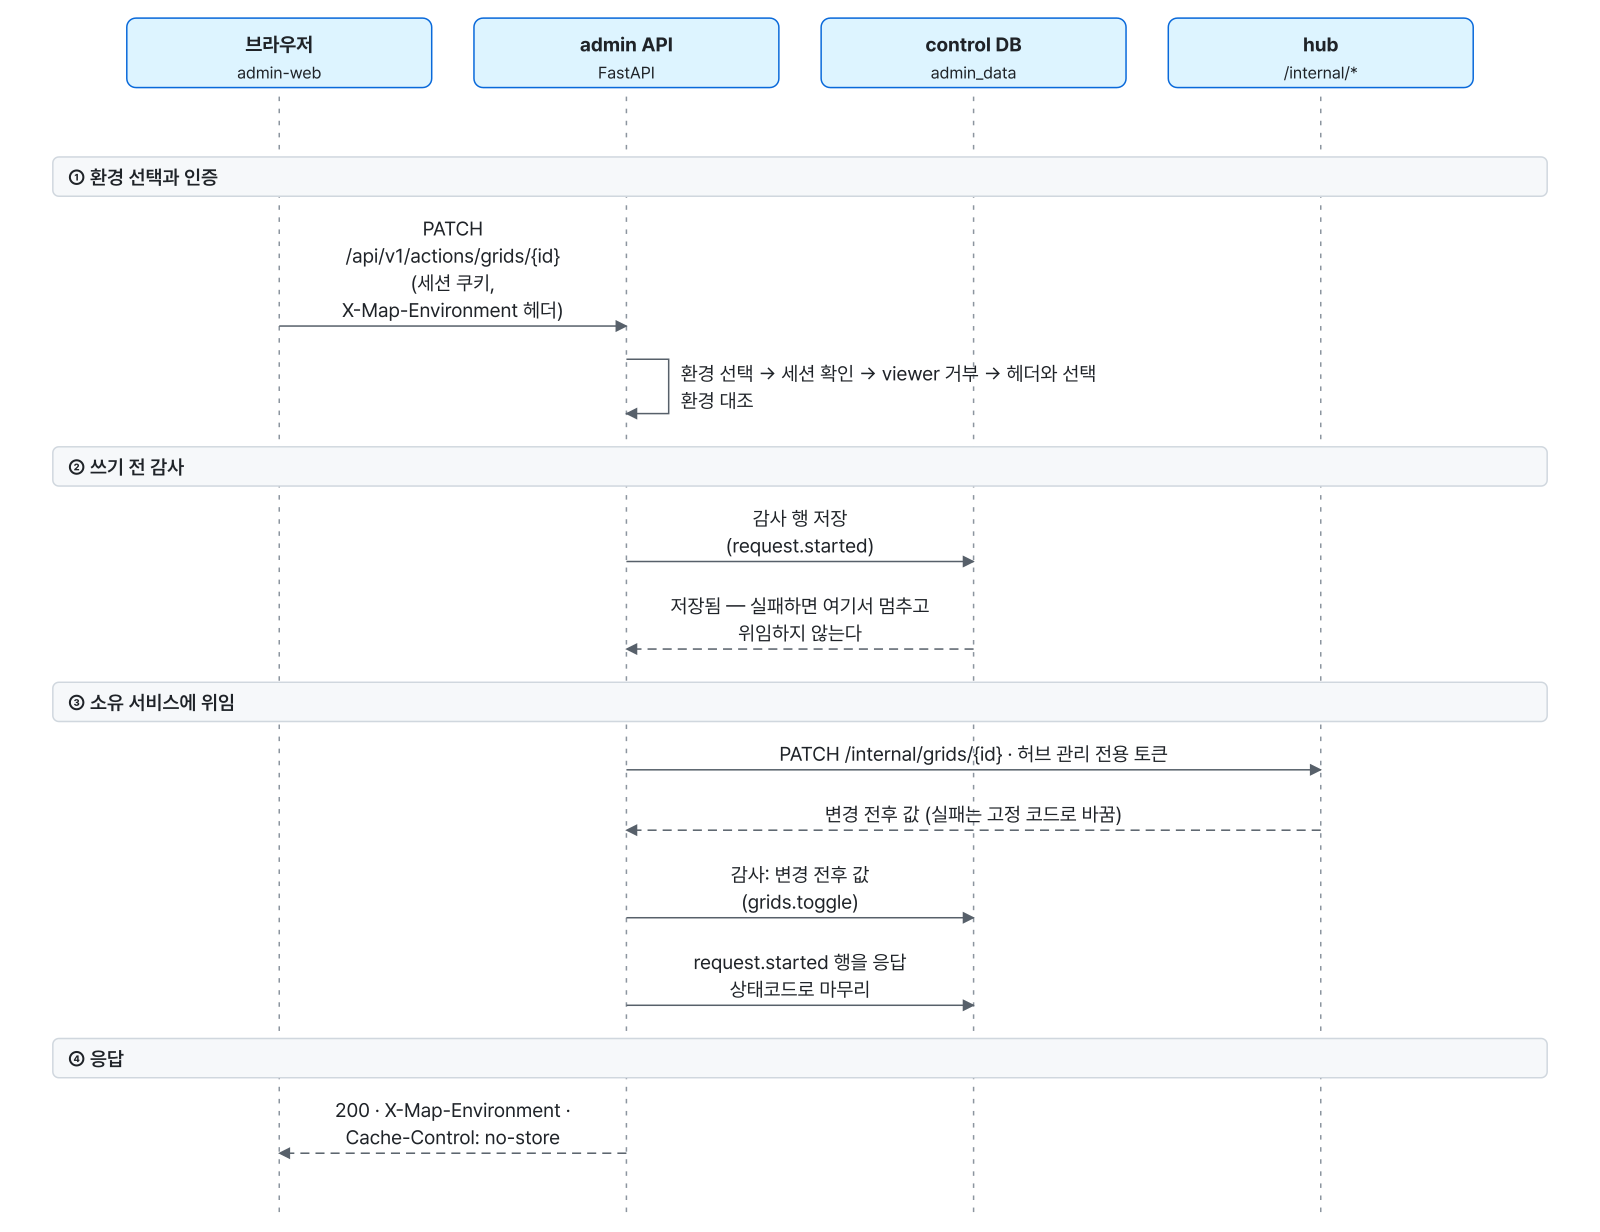 브라우저
admin-web
admin API
FastAPI
control DB
admin_data
hub
/internal/*
① 환경 선택과 인증
PATCH
/api/v1/actions/grids/{id}
(세션 쿠키,
X-Map-Environment 헤더)
환경 선택 → 세션 확인 → viewer 거부 → 헤더와 선택
환경 대조
② 쓰기 전 감사
감사 행 저장
(request.started)
저장됨 — 실패하면 여기서 멈추고
위임하지 않는다
③ 소유 서비스에 위임
PATCH /internal/grids/{id} · 허브 관리 전용 토큰
변경 전후 값 (실패는 고정 코드로 바꿈)
감사: 변경 전후 값
(grids.toggle)
request.started 행을 응답
상태코드로 마무리
④ 응답
200 · X-Map-Environment ·
Cache-Control: no-store